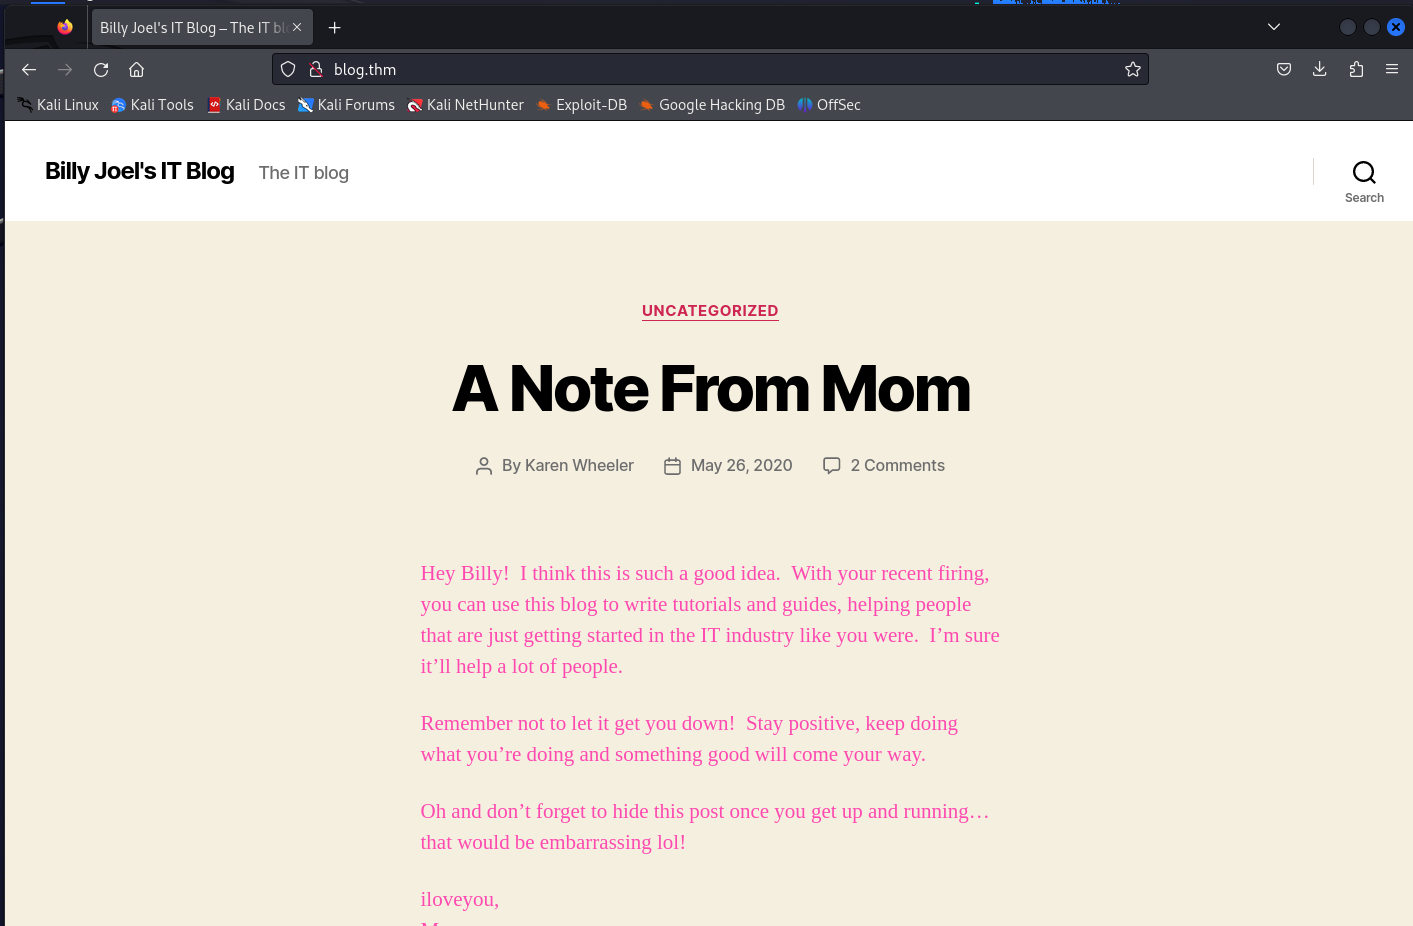 Billy Joel's IT Blog – The IT bl
blog.thm
Kali Linux Kali Tools Kali Docs Kali Forums Kali NetHunter Exploit-DB Google Hacking DB OffSec
Billy Joel's IT Blog The IT blog
Search
UNCATEGORIZED
A Note From Mom
By Karen Wheeler May 26, 2020 2 Comments
Hey Billy!  I think this is such a good idea.  With your recent firing,
you can use this blog to write tutorials and guides, helping people
that are just getting started in the IT industry like you were.  I’m sure
it’ll help a lot of people.
Remember not to let it get you down!  Stay positive, keep doing
what you’re doing and something good will come your way.
Oh and don’t forget to hide this post once you get up and running…
that would be embarrassing lol!
iloveyou,